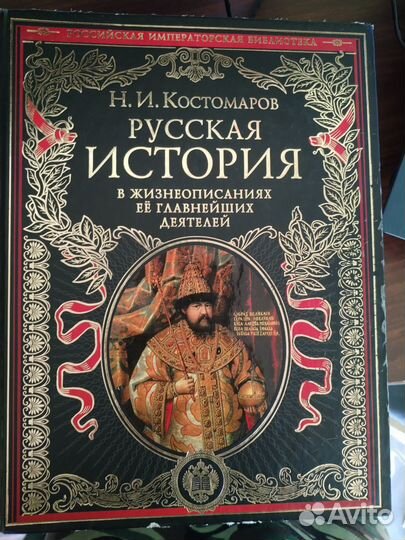 РОССИЙСКАЯ ИМПЕРАТОРСКАЯ БИБЛИОТЕКА
Н. И. КОСТОМАРОВ
РУССКАЯ
ИСТОРИЯ
В ЖИЗНЕОПИСАНИЯХ
ЕЁ ГЛАВНЕЙШИХ
ДЕЯТЕЛЕЙ
Avito